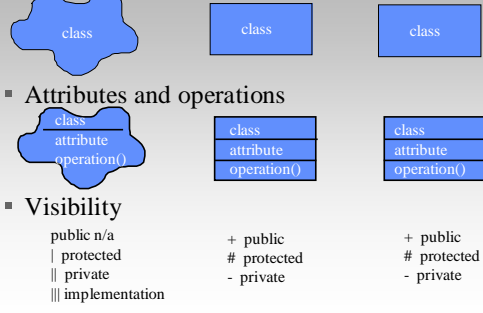 class
class
class
Attributes and operations
class
attribute
operation()
class
attribute
operation()
class
attribute
operation()
Visibility
public n/a
| protected
|| private
||| implementation
+ public
# protected
- private
+ public
# protected
- private